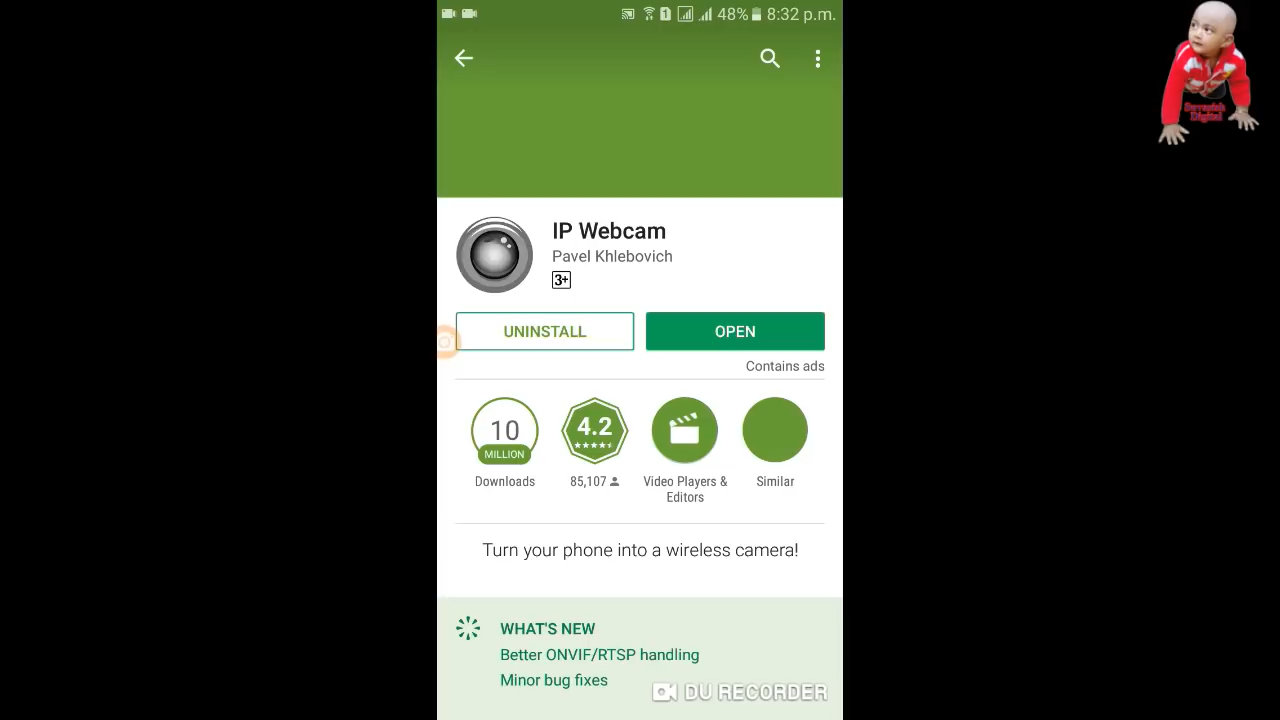 1 48% 8:32 p.m.
IP Webcam
Pavel Khlebovich
3+
UNINSTALL
OPEN
Contains ads
10
MILLION
4.2
Downloads
85,107
Video Players &
Editors
Similar
Turn your phone into a wireless camera!
WHAT'S NEW
Better ONVIF/RTSP handling
Minor bug fixes
DU RECORDER
Digital